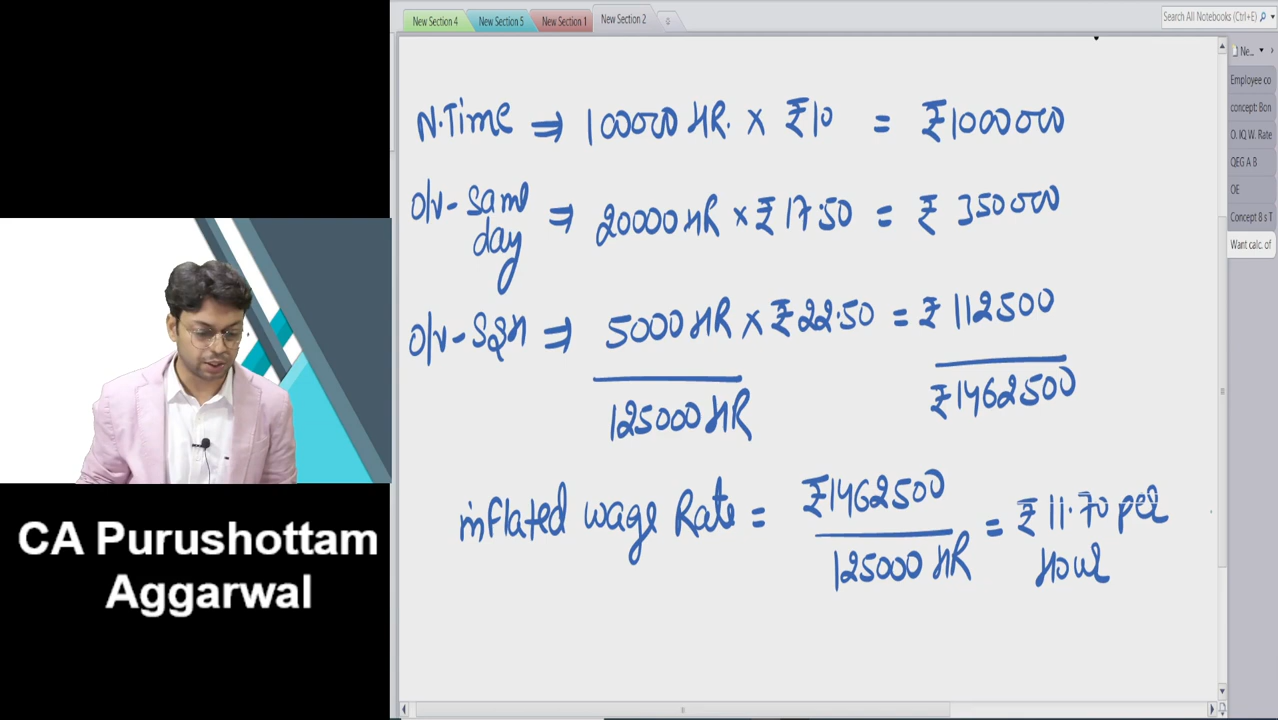 New Section 4
New Section 5
New Section 1
New Section 2
Search All Notebooks (Ctrl+E)
Ne...
Employee co
concept: Bon
O. IQ W. Rate
QEG A B
OE
Concept 8 s T
Want calc. of
N.Time ⇒ 100000 HR. × ₹10 = ₹1000000
O/v - Same day ⇒ 20000 HR × ₹17.50 = ₹350000
O/v - S&H ⇒ 5000 HR × ₹22.50 = ₹112500
125000 HR ₹1462500
inflated wage Rate = ₹1462500 / 125000 HR = ₹11.70 per Hour
CA Purushottam
Aggarwal